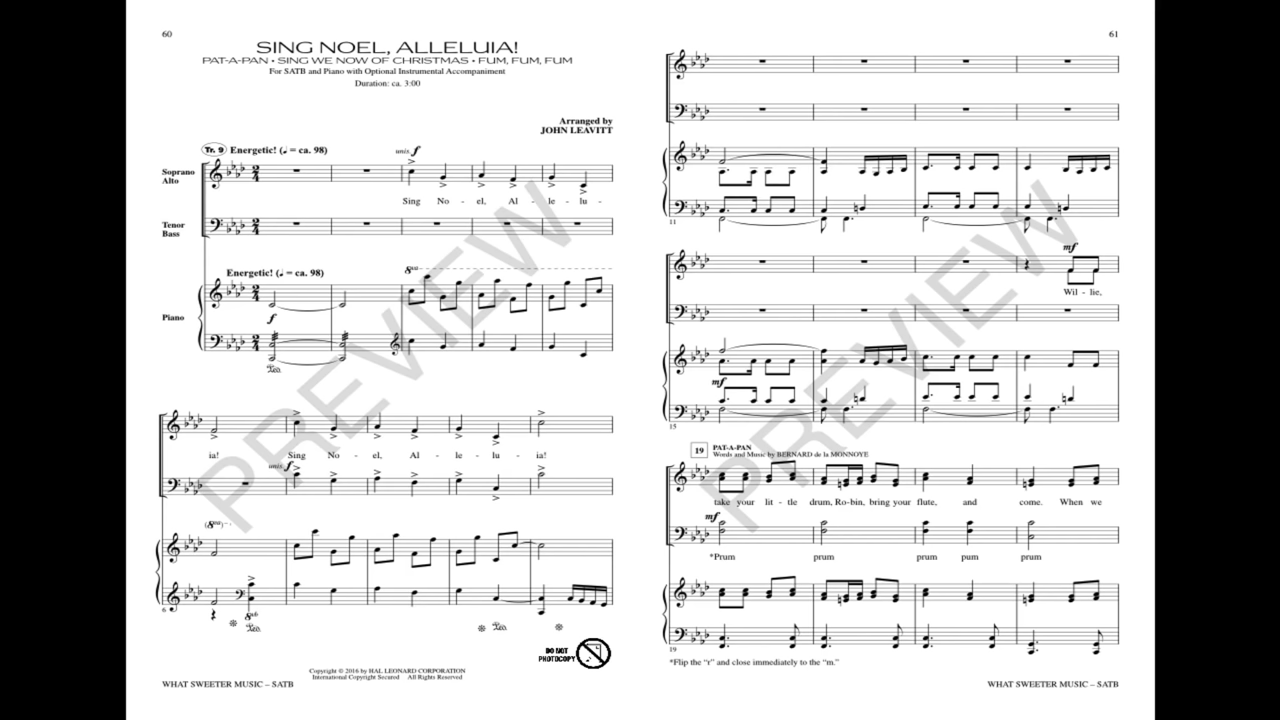 60
SING NOEL, ALLELUIA!
PAT-A-PAN • SING WE NOW OF CHRISTMAS • FUM, FUM, FUM
For SATB and Piano with Optional Instrumental Accompaniment
Duration: ca. 3:00
Arranged by
JOHN LEAVITT
Tr. 9 Energetic! (♩ = ca. 98)
unis. f
Soprano
Alto
Sing No - el, Al - le - lu -
Tenor
Bass
Energetic! (♩ = ca. 98)
8va
Piano
f
Ped.
ia! Sing No - el, Al - le - lu - ia!
unis. f
(8va)
6
8vb
Ped.
Ped.
DO NOT
PHOTOCOPY
Copyright © 2016 by HAL LEONARD CORPORATION
International Copyright Secured All Rights Reserved
WHAT SWEETER MUSIC – SATB
PREVIEW
61
11
mf
Wil - lie,
mf
15
19 PAT-A-PAN
Words and Music by BERNARD de la MONNOYE
take your lit - tle drum, Ro-bin, bring your flute, and come. When we
mf
*Prum prum prum pum prum
19
*Flip the “r” and close immediately to the “m.”
WHAT SWEETER MUSIC – SATB
PREVIEW